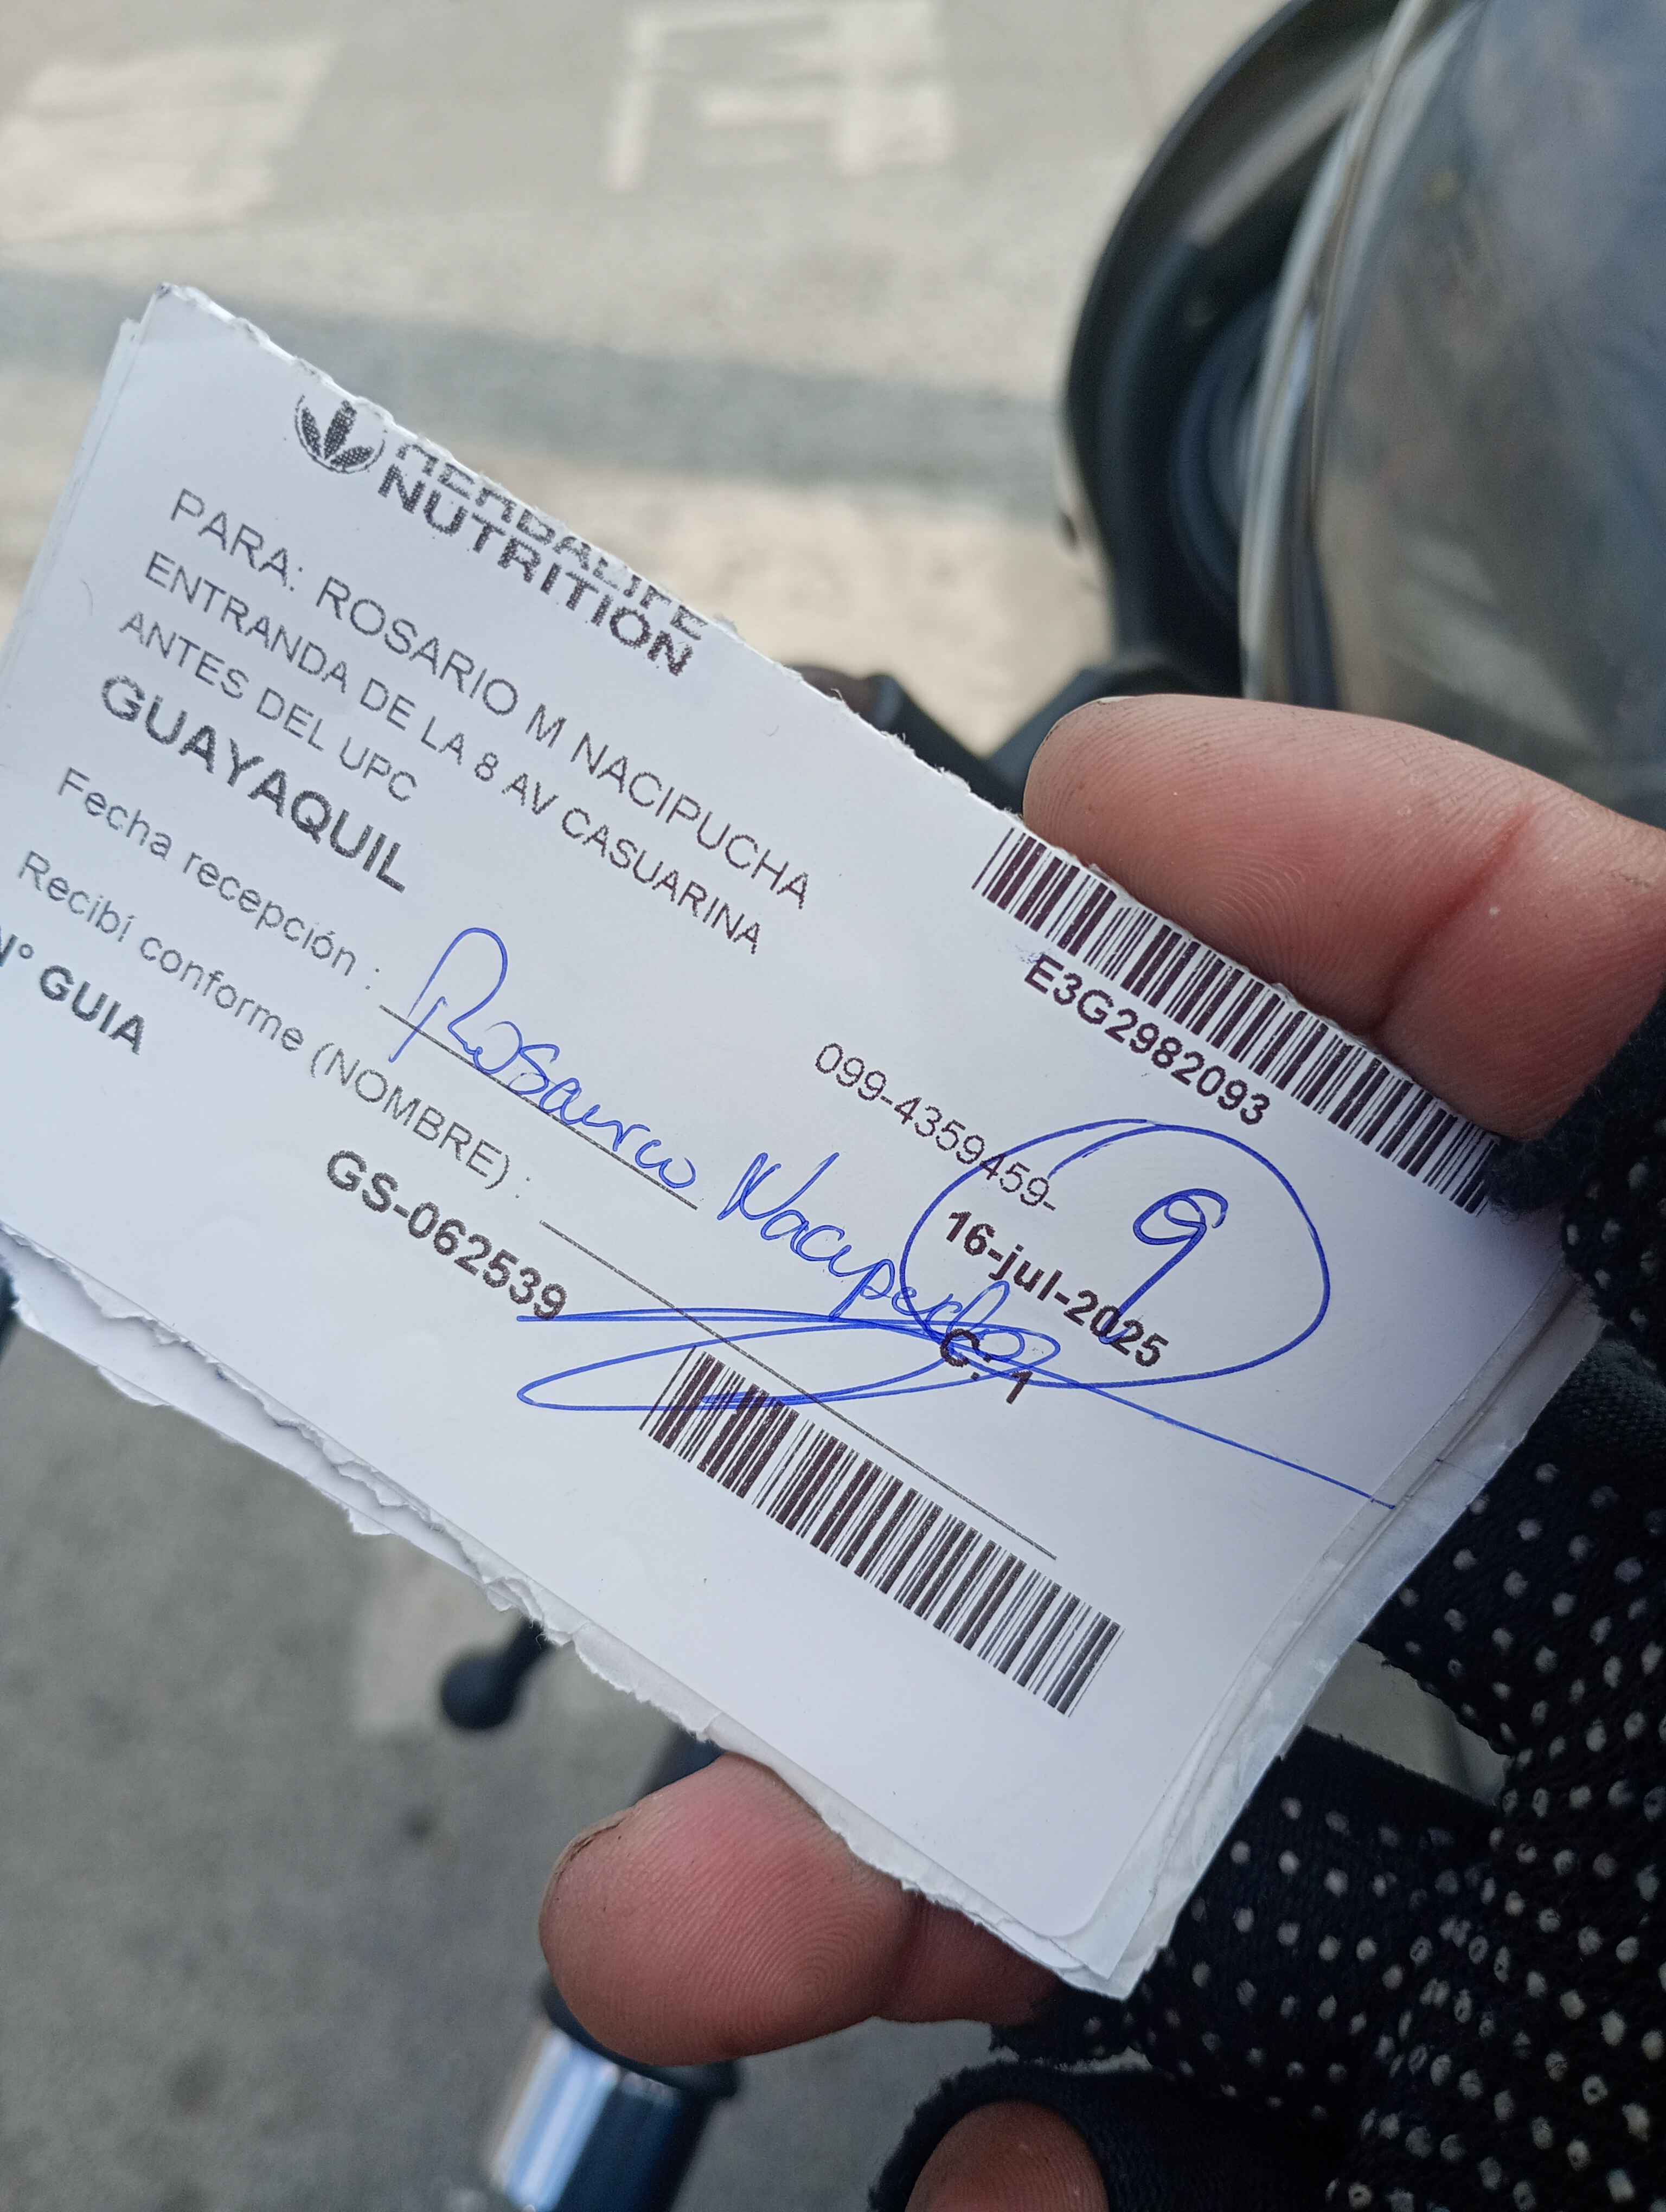 HERBALIFE
NUTRITION
PARA: ROSARIO M NACIPUCHA
ENTRANDA DE LA 8 AV CASUARINA
ANTES DEL UPC
GUAYAQUIL
E3G2982093
099-4359459-
16-jul-2025
9
C: 1
Fecha recepción :
Rosario Nacipucha
Recibí conforme (NOMBRE) :
N° GUIA
GS-062539